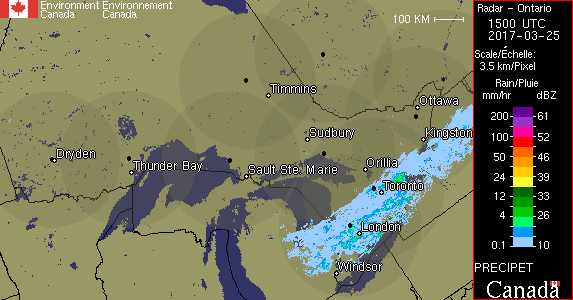 Environment Environnement
Canada Canada
100 KM
Timmins
Ottawa
Sudbury
Kingston
Dryden
Thunder Bay
Sault Ste. Marie
Orillia
Toronto
London
Windsor
Radar - Ontario
1500 UTC
2017-03-25
Scale/Échelle:
3.5 km/Pixel
Rain/Pluie
mm/hr dBZ
200 61
100 52
50 46
24 39
12 33
4 26
0.1 10
PRECIPET
Canada